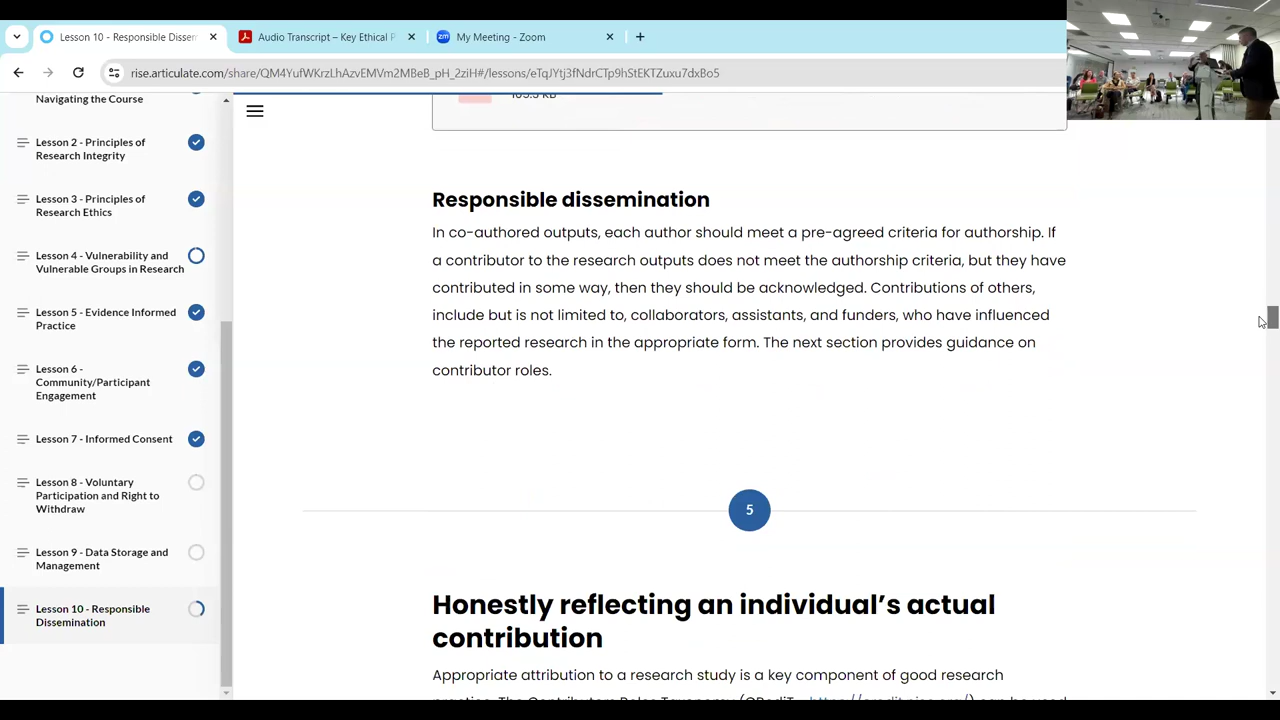 Lesson 10 - Responsible Dissem
Audio Transcript – Key Ethical P
My Meeting - Zoom
rise.articulate.com/share/QM4YufWKrzLhAzvEMVm2MBeB_pH_2ziH#/lessons/eTqJYtj3fNdrCTp9hStEKTZuxu7dxBo5
Navigating the Course
Lesson 2 - Principles of
Research Integrity
Lesson 3 - Principles of
Research Ethics
Lesson 4 - Vulnerability and
Vulnerable Groups in Research
Lesson 5 - Evidence Informed
Practice
Lesson 6 -
Community/Participant
Engagement
Lesson 7 - Informed Consent
Lesson 8 - Voluntary
Participation and Right to
Withdraw
Lesson 9 - Data Storage and
Management
Lesson 10 - Responsible
Dissemination
Responsible dissemination
In co-authored outputs, each author should meet a pre-agreed criteria for authorship. If
a contributor to the research outputs does not meet the authorship criteria, but they have
contributed in some way, then they should be acknowledged. Contributions of others,
include but is not limited to, collaborators, assistants, and funders, who have influenced
the reported research in the appropriate form. The next section provides guidance on
contributor roles.
5
Honestly reflecting an individual's actual
contribution
Appropriate attribution to a research study is a key component of good research